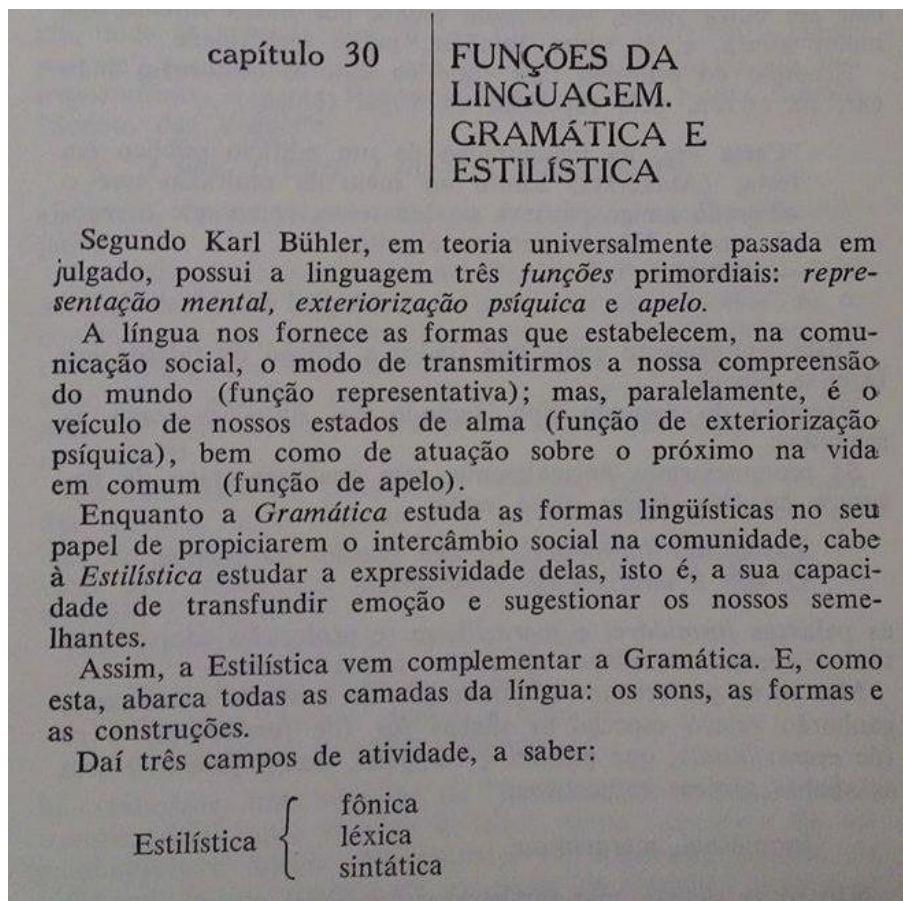 capítulo 30
FUNÇÕES DA
LINGUAGEM.
GRAMÁTICA E
ESTILÍSTICA
Segundo Karl Bühler, em teoria universalmente passada em
julgado, possui a linguagem três funções primordiais: repre-
sentação mental, exteriorização psíquica e apelo.
A língua nos fornece as formas que estabelecem, na comu-
nicação social, o modo de transmitirmos a nossa compreensão
do mundo (função representativa); mas, paralelamente, é o
veículo de nossos estados de alma (função de exteriorização
psíquica), bem como de atuação sobre o próximo na vida
em comum (função de apelo).
Enquanto a Gramática estuda as formas lingüísticas no seu
papel de propiciarem o intercâmbio social na comunidade, cabe
à Estilística estudar a expressividade delas, isto é, a sua capaci-
dade de transfundir emoção e sugestionar os nossos seme-
lhantes.
Assim, a Estilística vem complementar a Gramática. E, como
esta, abarca todas as camadas da língua: os sons, as formas e
as construções.
Daí três campos de atividade, a saber:
fônica
Estilística { léxica
sintática